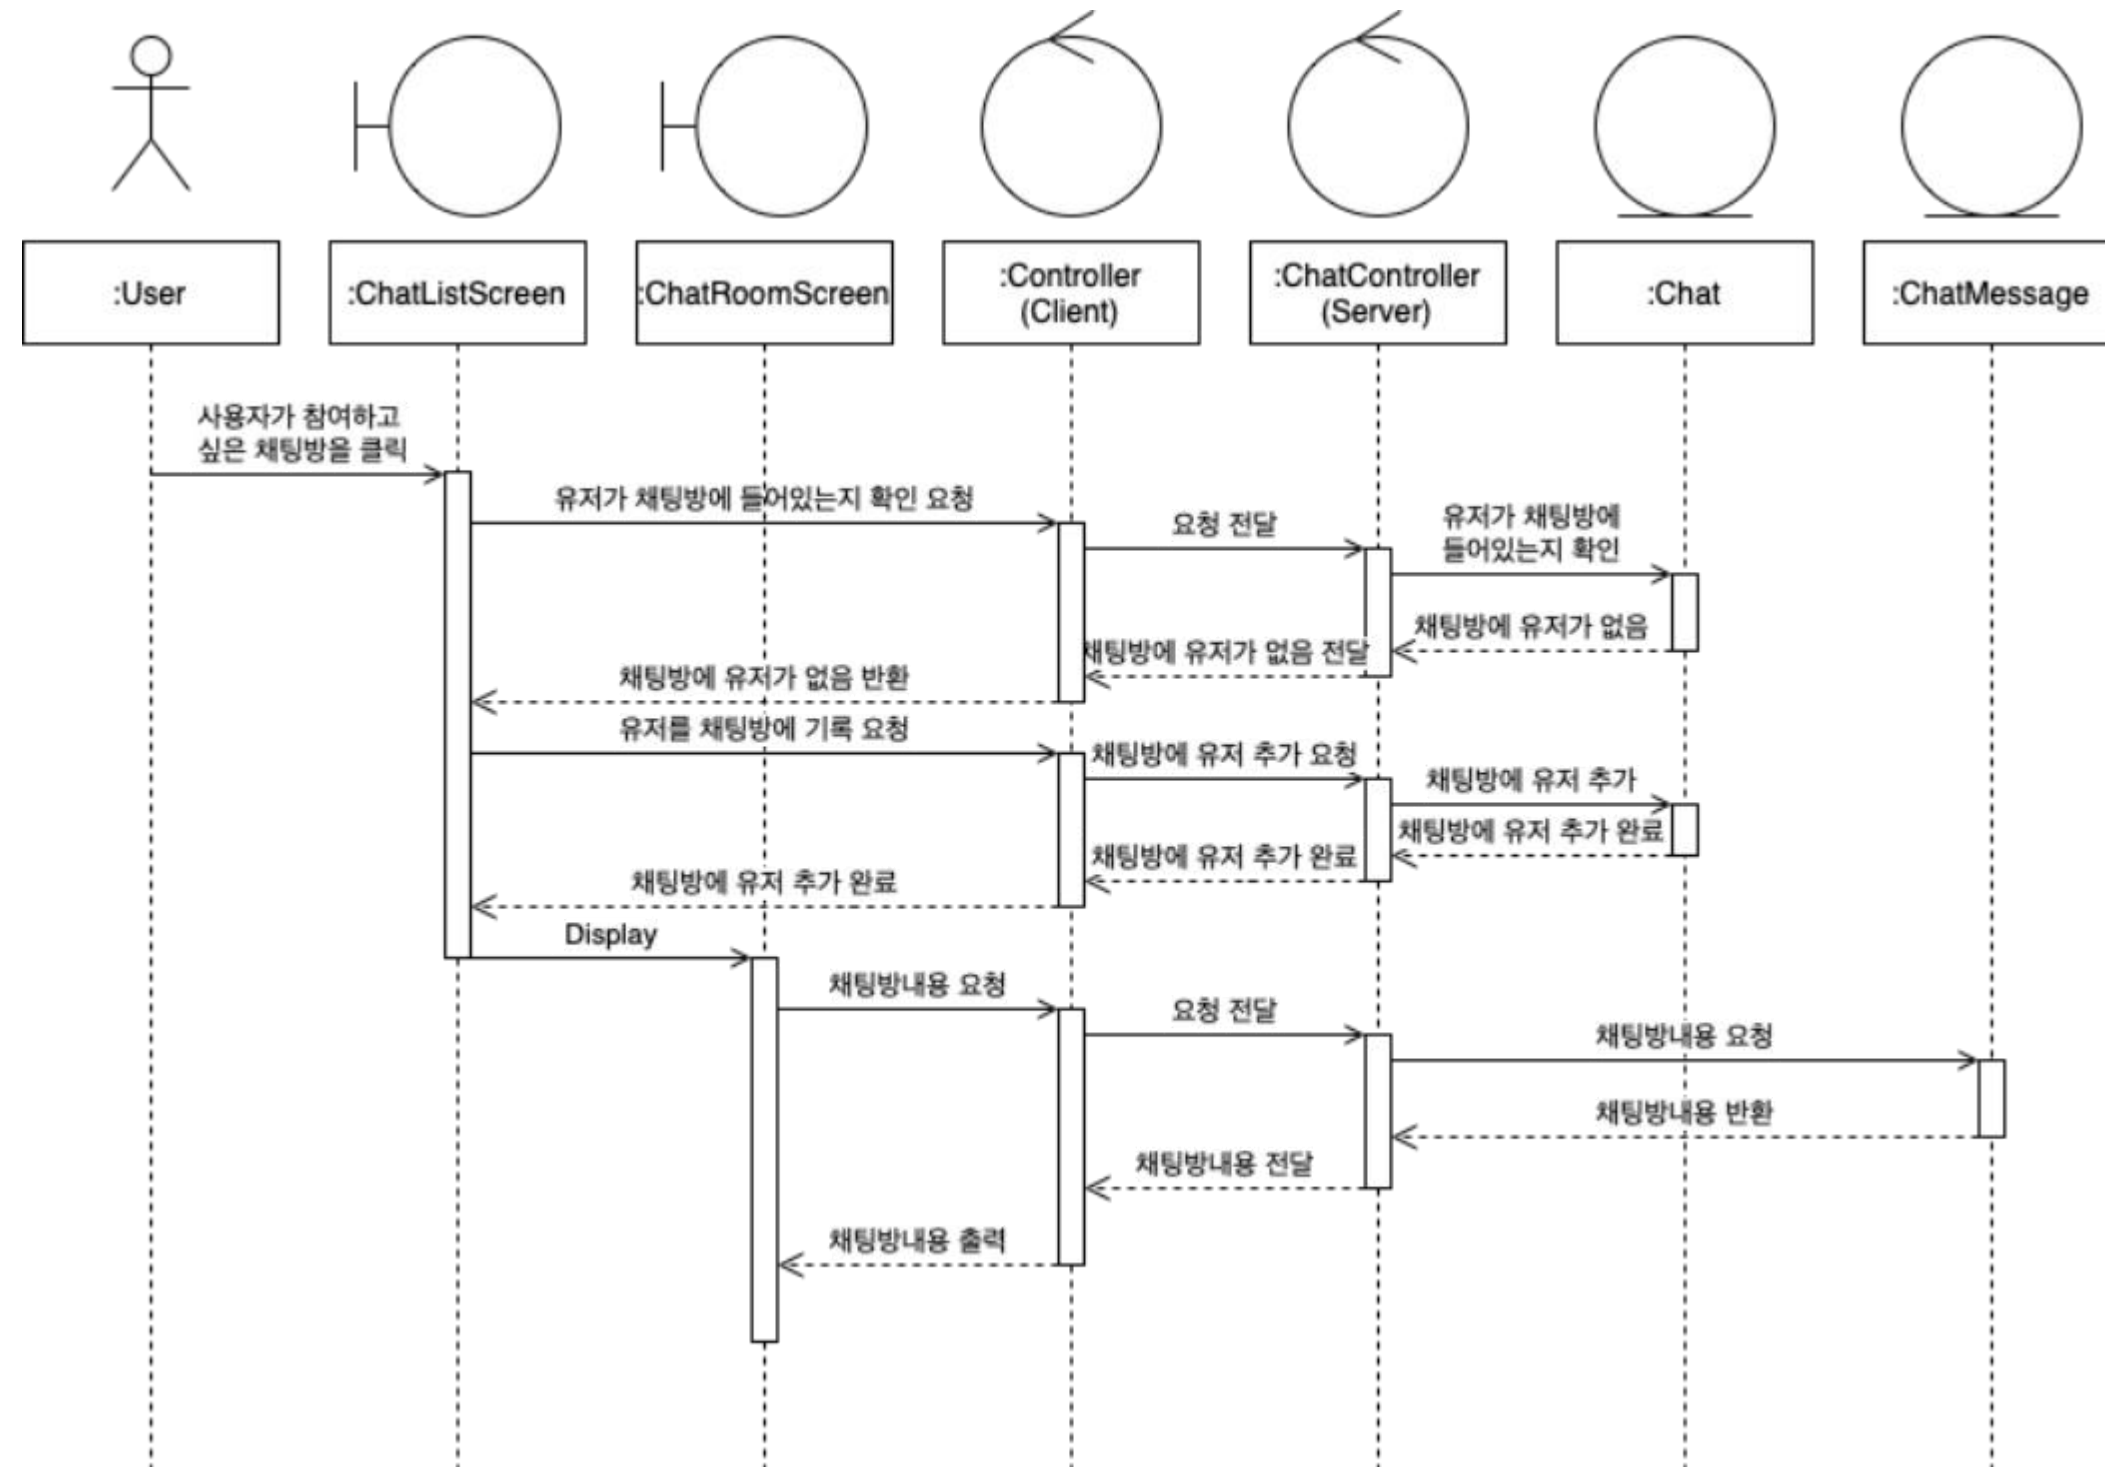 :User
:ChatListScreen
:ChatRoomScreen
:Controller
(Client)
:ChatController
(Server)
:Chat
:ChatMessage
사용자가 참여하고
싶은 채팅방을 클릭
유저가 채팅방에 들어있는지 확인 요청
요청 전달
유저가 채팅방에
들어있는지 확인
채팅방에 유저가 없음
채팅방에 유저가 없음 전달
채팅방에 유저가 없음 반환
유저를 채팅방에 기록 요청
채팅방에 유저 추가 요청
채팅방에 유저 추가
채팅방에 유저 추가 완료
채팅방에 유저 추가 완료
채팅방에 유저 추가 완료
Display
채팅방내용 요청
요청 전달
채팅방내용 요청
채팅방내용 반환
채팅방내용 전달
채팅방내용 출력